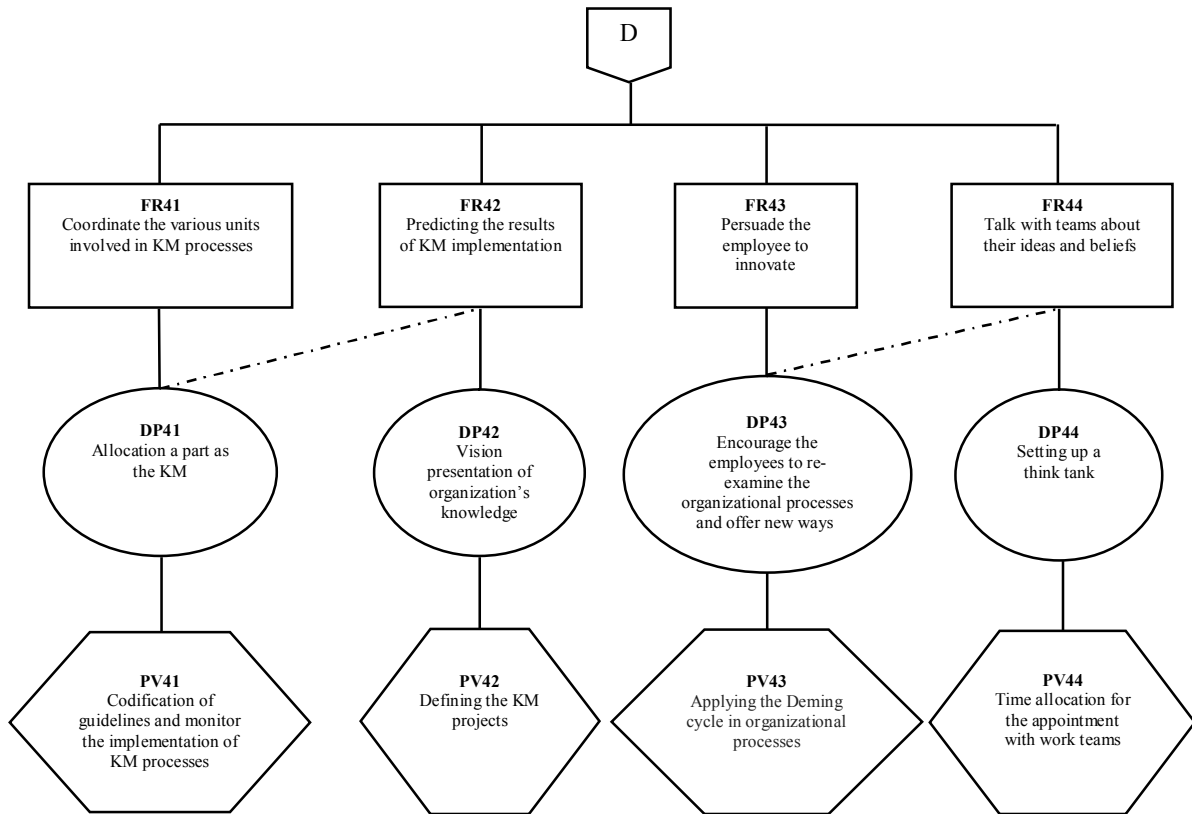 D
FR41
Coordinate the various units
involved in KM processes
FR42
Predicting the results
of KM implementation
FR43
Persuade the
employee to
innovate
FR44
Talk with teams about
their ideas and beliefs
DP41
Allocation a part as
the KM
DP42
Vision
presentation of
organization’s
knowledge
DP43
Encourage the
employees to re-
examine the
organizational processes
and offer new ways
DP44
Setting up a
think tank
PV41
Codification of
guidelines and monitor
the implementation of
KM processes
PV42
Defining the KM
projects
PV43
Applying the Deming
cycle in organizational
processes
PV44
Time allocation for
the appointment
with work teams